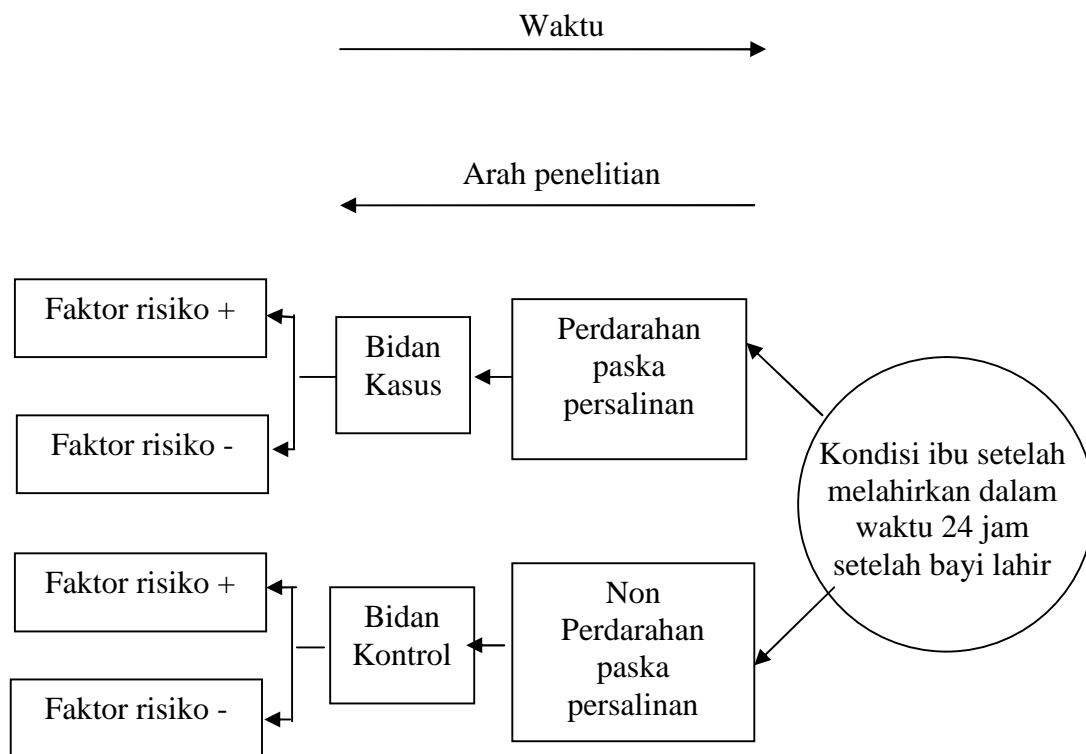 Waktu
Arah penelitian
Faktor risiko +
Faktor risiko -
Bidan
Kasus
Perdarahan
paska
persalinan
Kondisi ibu setelah
melahirkan dalam
waktu 24 jam
setelah bayi lahir
Faktor risiko +
Faktor risiko -
Bidan
Kontrol
Non
Perdarahan
paska
persalinan